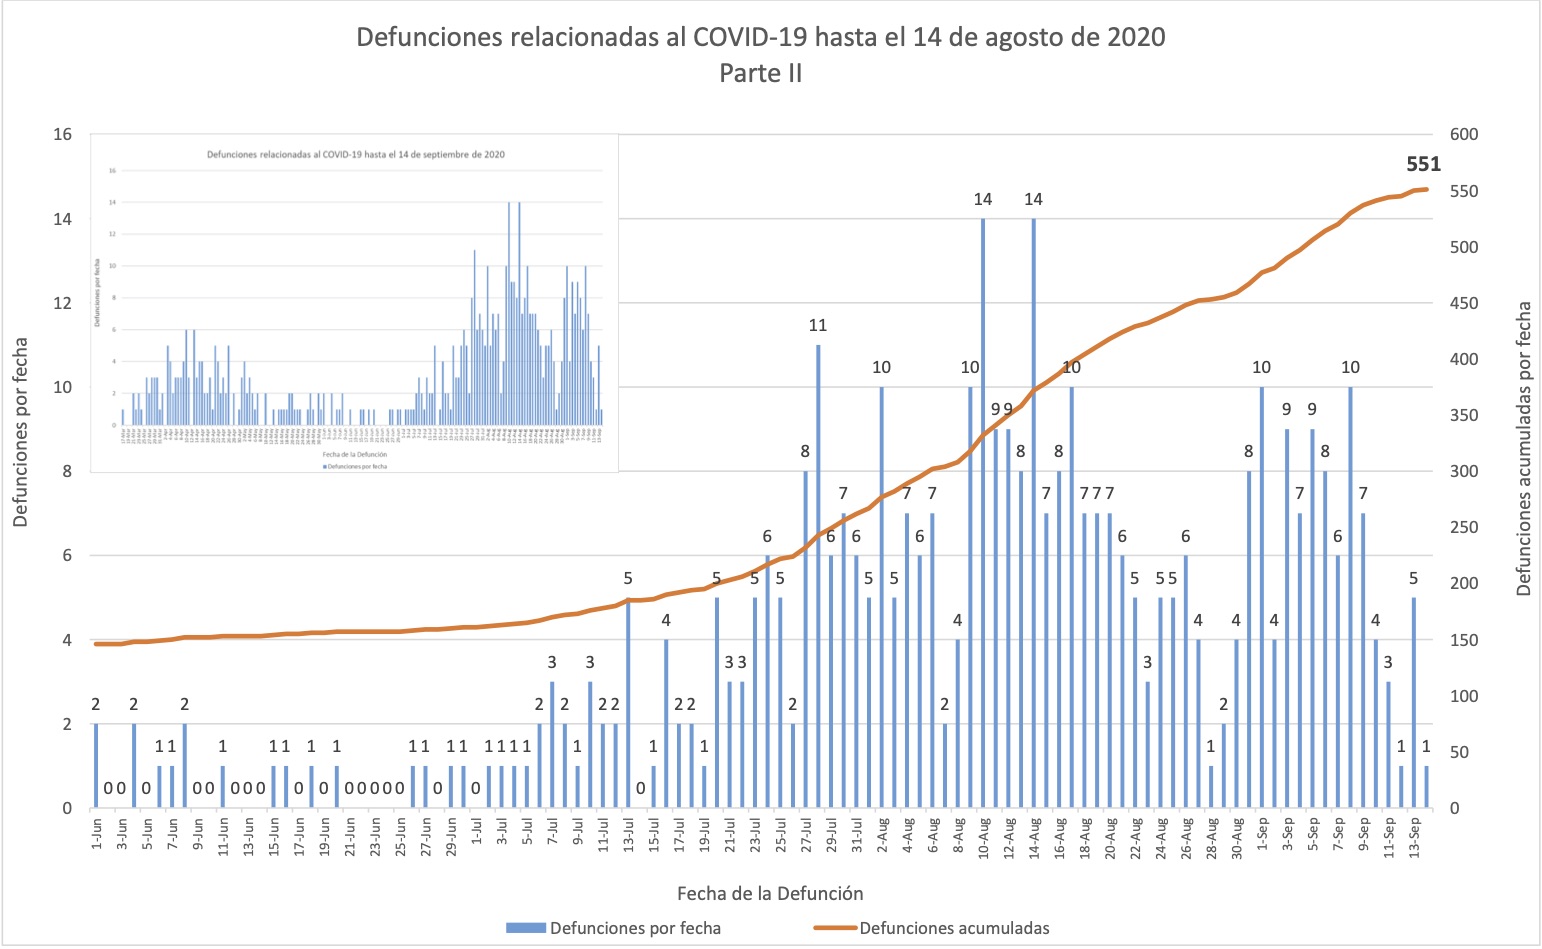 Defunciones relacionadas al COVID-19 hasta el 14 de agosto de 2020
Parte II
Defunciones por fecha
16
14
12
10
8
6
4
2
0
Defunciones relacionadas al COVID-19 hasta el 14 de septiembre de 2020
Defunciones por fecha
16
14
12
10
8
6
4
2
0
Fecha de la Defunción
Defunciones por fecha
2 0 0 2 0 1 1 2 0 0 1 0 0 0 1 1 0 1 0 1 0 0 0 0 0 1 1 0 1 1 0 1 1 1 1 2 3 2 1 3 2 2 5 0 1 4 2 2 1 5 3 3 5 6 5 2 8 11 6 7 6 5 10 5 7 6 7 2 4 10 14 9 9 8 14 7 8 10 7 7 7 6 5 3 5 5 6 4 1 2 4 8 10 4 9 7 9 8 6 10 7 4 3 1 5 1
551
600
550
500
450
400
350
300
250
200
150
100
50
0
Defunciones acumuladas por fecha
1-Jun 3-Jun 5-Jun 7-Jun 9-Jun 11-Jun 13-Jun 15-Jun 17-Jun 19-Jun 21-Jun 23-Jun 25-Jun 27-Jun 29-Jun 1-Jul 3-Jul 5-Jul 7-Jul 9-Jul 11-Jul 13-Jul 15-Jul 17-Jul 19-Jul 21-Jul 23-Jul 25-Jul 27-Jul 29-Jul 31-Jul 2-Aug 4-Aug 6-Aug 8-Aug 10-Aug 12-Aug 14-Aug 16-Aug 18-Aug 20-Aug 22-Aug 24-Aug 26-Aug 28-Aug 30-Aug 1-Sep 3-Sep 5-Sep 7-Sep 9-Sep 11-Sep 13-Sep
Fecha de la Defunción
Defunciones por fecha Defunciones acumuladas